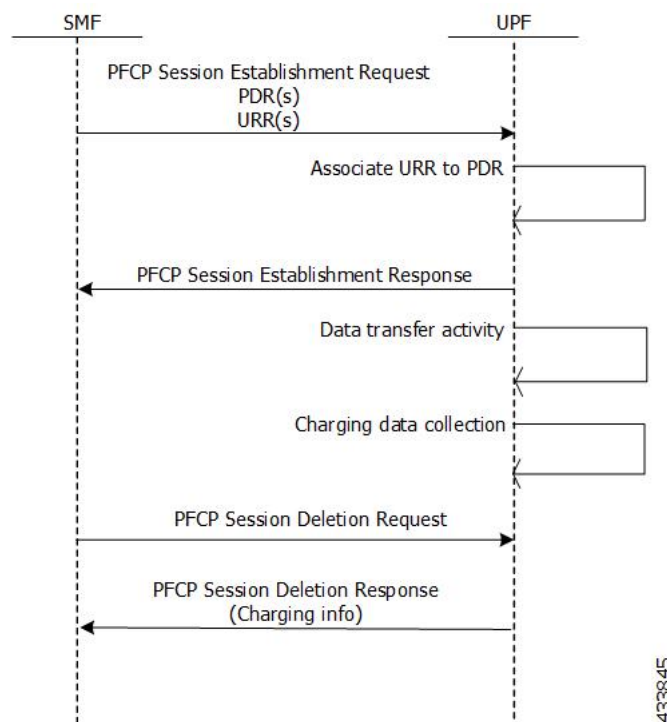 SMF
UPF
PFCP Session Establishment Request
PDR(s)
URR(s)
Associate URR to PDR
PFCP Session Establishment Response
Data transfer activity
Charging data collection
PFCP Session Deletion Request
PFCP Session Deletion Response
(Charging info)
433845